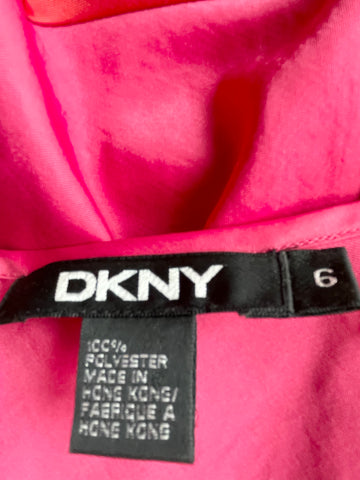 DKNY 6
100%
POLYESTER
MADE IN
HONG KONG/
FABRIQUE A
HONG KONG